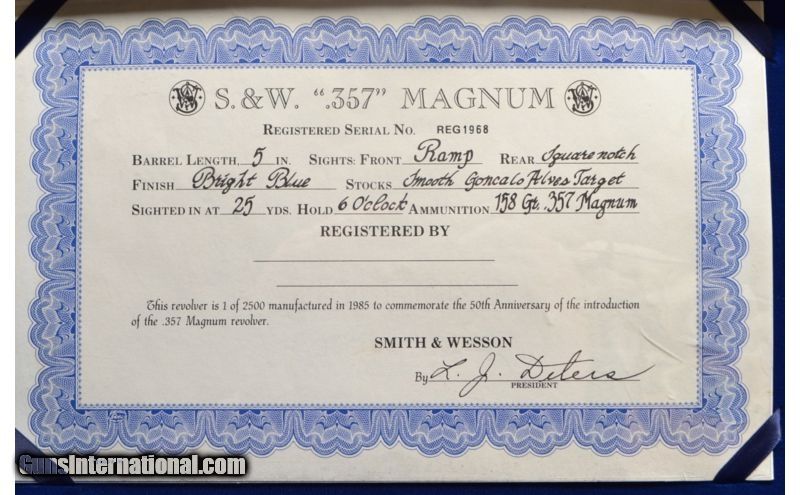 S.&W. ".357" MAGNUM
REGISTERED SERIAL NO. REG1968
BARREL LENGTH, 5 IN. SIGHTS: FRONT Ramp REAR Square notch
FINISH Bright Blue STOCKS Smooth Goncalo Alves Target
SIGHTED IN AT 25 YDS. HOLD 6 O'clock AMMUNITION 158 Gr. .357 Magnum
REGISTERED BY
This revolver is 1 of 2500 manufactured in 1985 to commemorate the 50th Anniversary of the introduction
of the .357 Magnum revolver.
SMITH & WESSON
By L. J. Deters
PRESIDENT
GunsInternational.com